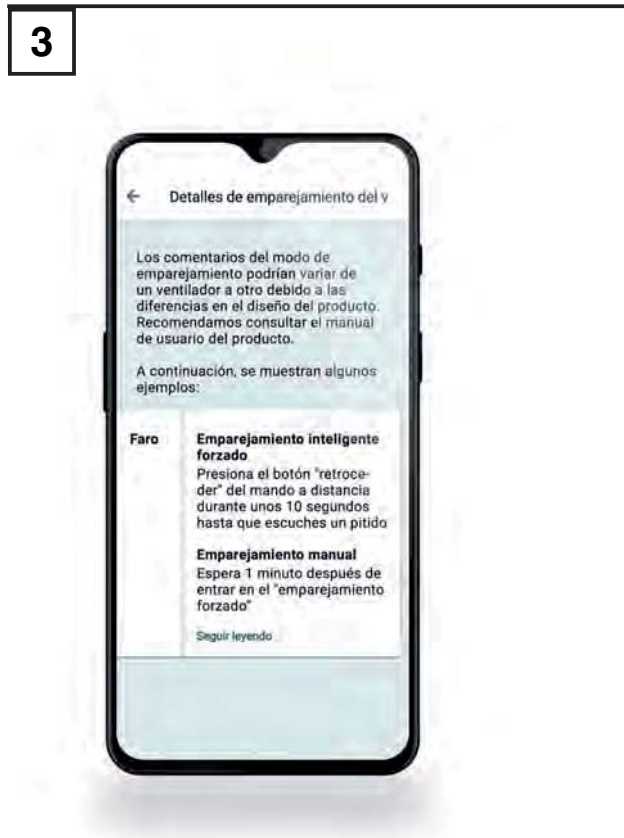 3
Detalles de emparejamiento del v
Los comentarios del modo de
emparejamiento podrían variar de
un ventilador a otro debido a las
diferencias en el diseño del producto.
Recomendamos consultar el manual
de usuario del producto.
A continuación, se muestran algunos
ejemplos:
Faro
Emparejamiento inteligente
forzado
Presiona el botón "retroce-
der" del mando a distancia
durante unos 10 segundos
hasta que escuches un pitido
Emparejamiento manual
Espera 1 minuto después de
entrar en el "emparejamiento
forzado"
Seguir leyendo